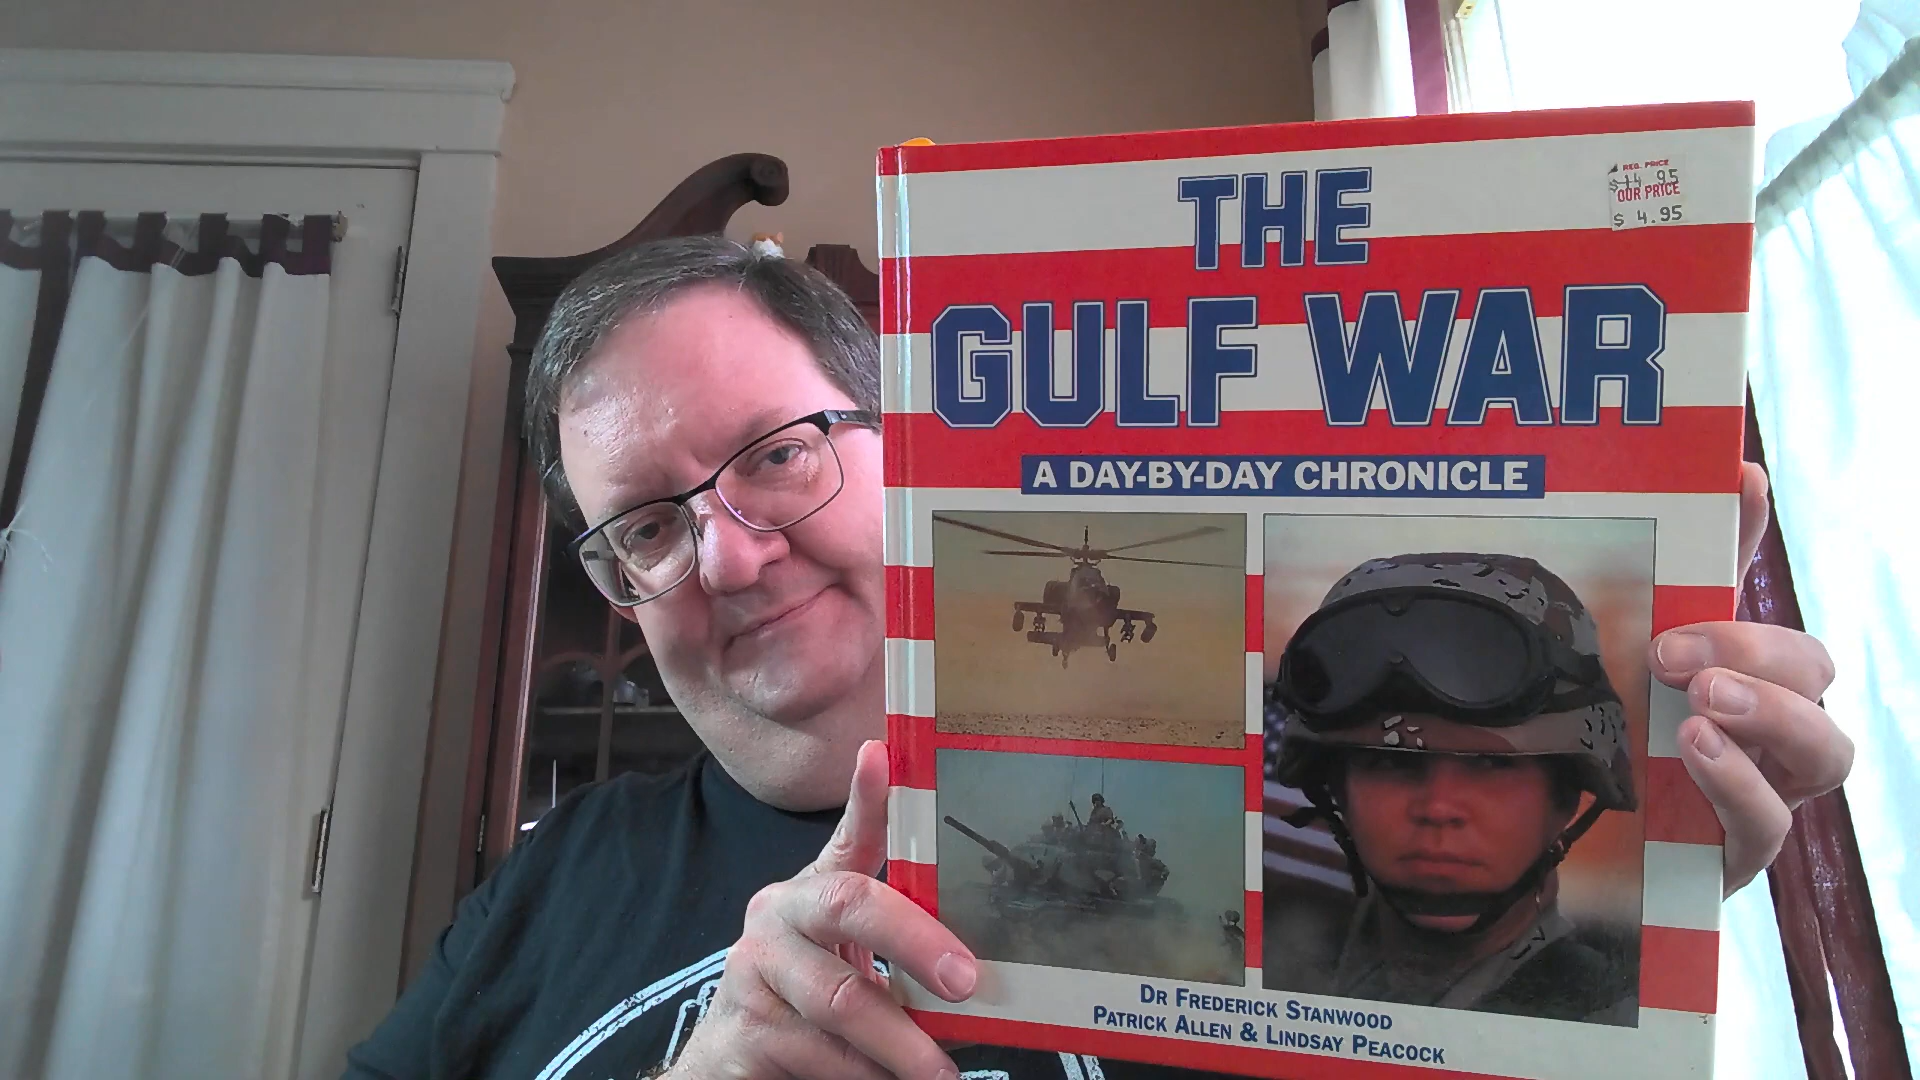 REG. PRICE
$14.95
OUR PRICE
$ 4.95
THE
GULF WAR
A DAY-BY-DAY CHRONICLE
DR FREDERICK STANWOOD
PATRICK ALLEN & LINDSAY PEACOCK